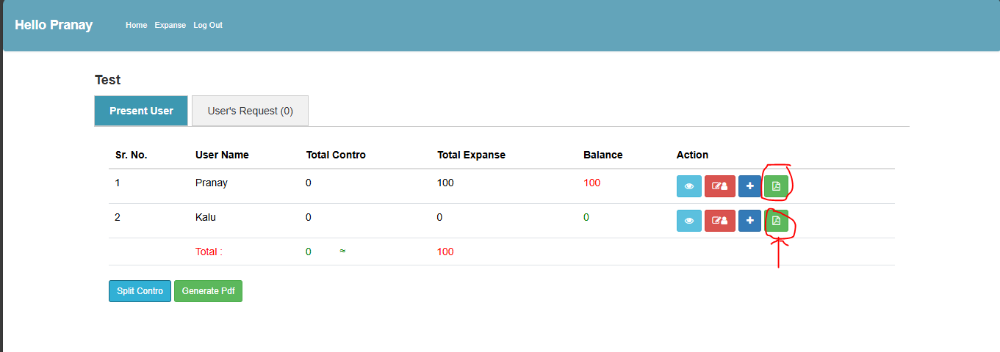 Hello Pranay Home Expanse Log Out
Test
Present User User's Request (0)
Sr. No. User Name Total Contro Total Expanse Balance Action
1 Pranay 0 100 100
2 Kalu 0 0 0
Total : 0 ≈ 100
Split Contro Generate Pdf